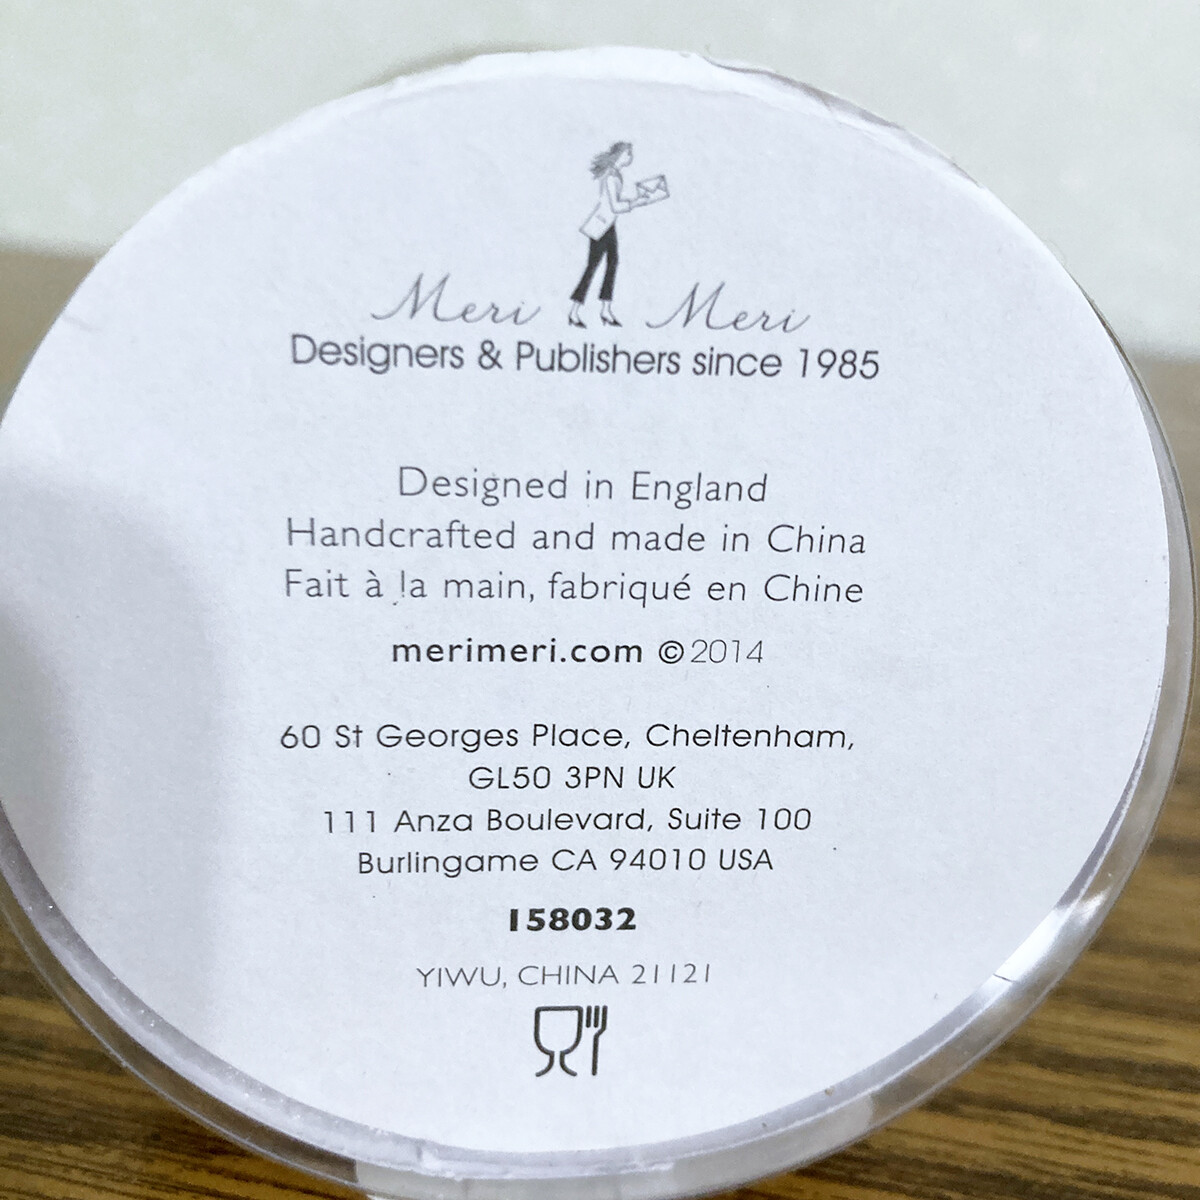 Meri Meri
Designers & Publishers since 1985
Designed in England
Handcrafted and made in China
Fait à la main, fabriqué en Chine
merimeri.com ©2014
60 St Georges Place, Cheltenham,
GL50 3PN UK
111 Anza Boulevard, Suite 100
Burlingame CA 94010 USA
158032
YIWU, CHINA 21121